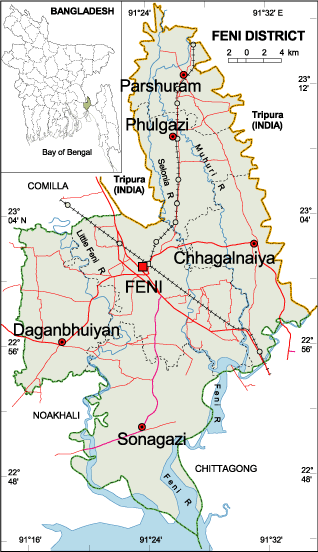 91°24'
91°32' E
BANGLADESH
Bay of Bengal
FENI DISTRICT
2 0 2 4 km
23°
12'
Parshuram
Phulgazi
Tripura
(INDIA)
Muhuri R
Selonia R
COMILLA
Tripura
(INDIA)
23°
04' N
23°
04'
Little Feni R
Chhagalnaiya
FENI
Daganbhuiyan
22°
56'
22°
56'
Feni R
NOAKHALI
Sonagazi
CHITTAGONG
22°
48'
22°
48'
Feni R
91°16'
91°24'
91°32'